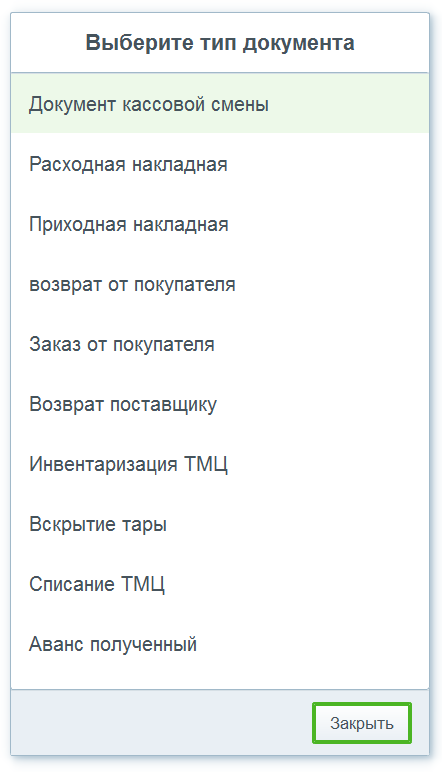 Выберите тип документа
Документ кассовой смены
Расходная накладная
Приходная накладная
возврат от покупателя
Заказ от покупателя
Возврат поставщику
Инвентаризация ТМЦ
Вскрытие тары
Списание ТМЦ
Аванс полученный
Закрыть